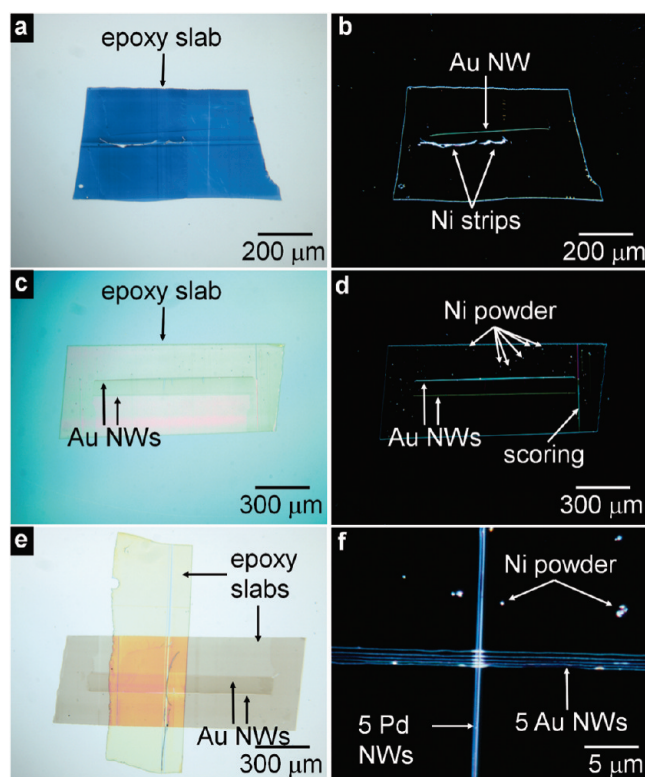 a
epoxy slab
200 μm
b
Au NW
Ni strips
200 μm
c
epoxy slab
Au NWs
300 μm
d
Ni powder
Au NWs
scoring
300 μm
e
epoxy
slabs
Au NWs
300 μm
f
Ni powder
5 Pd
NWs
5 Au NWs
5 μm